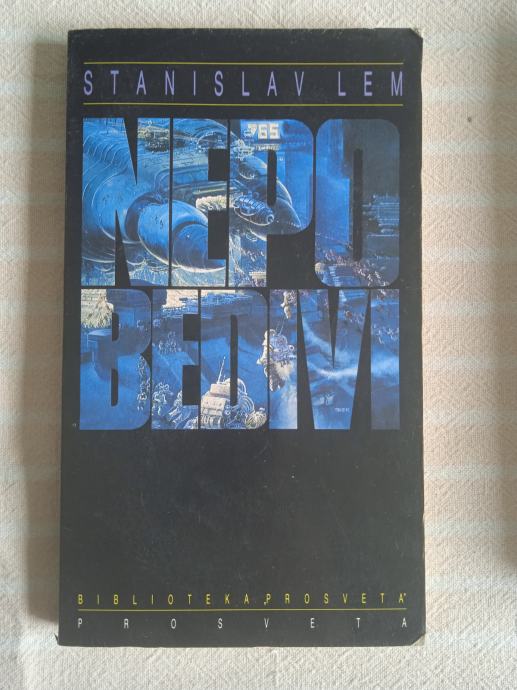 STANISLAV LEM
NEPO
BEDIVI
BIBLIOTEKA „PROSVETA"
PROSVETA